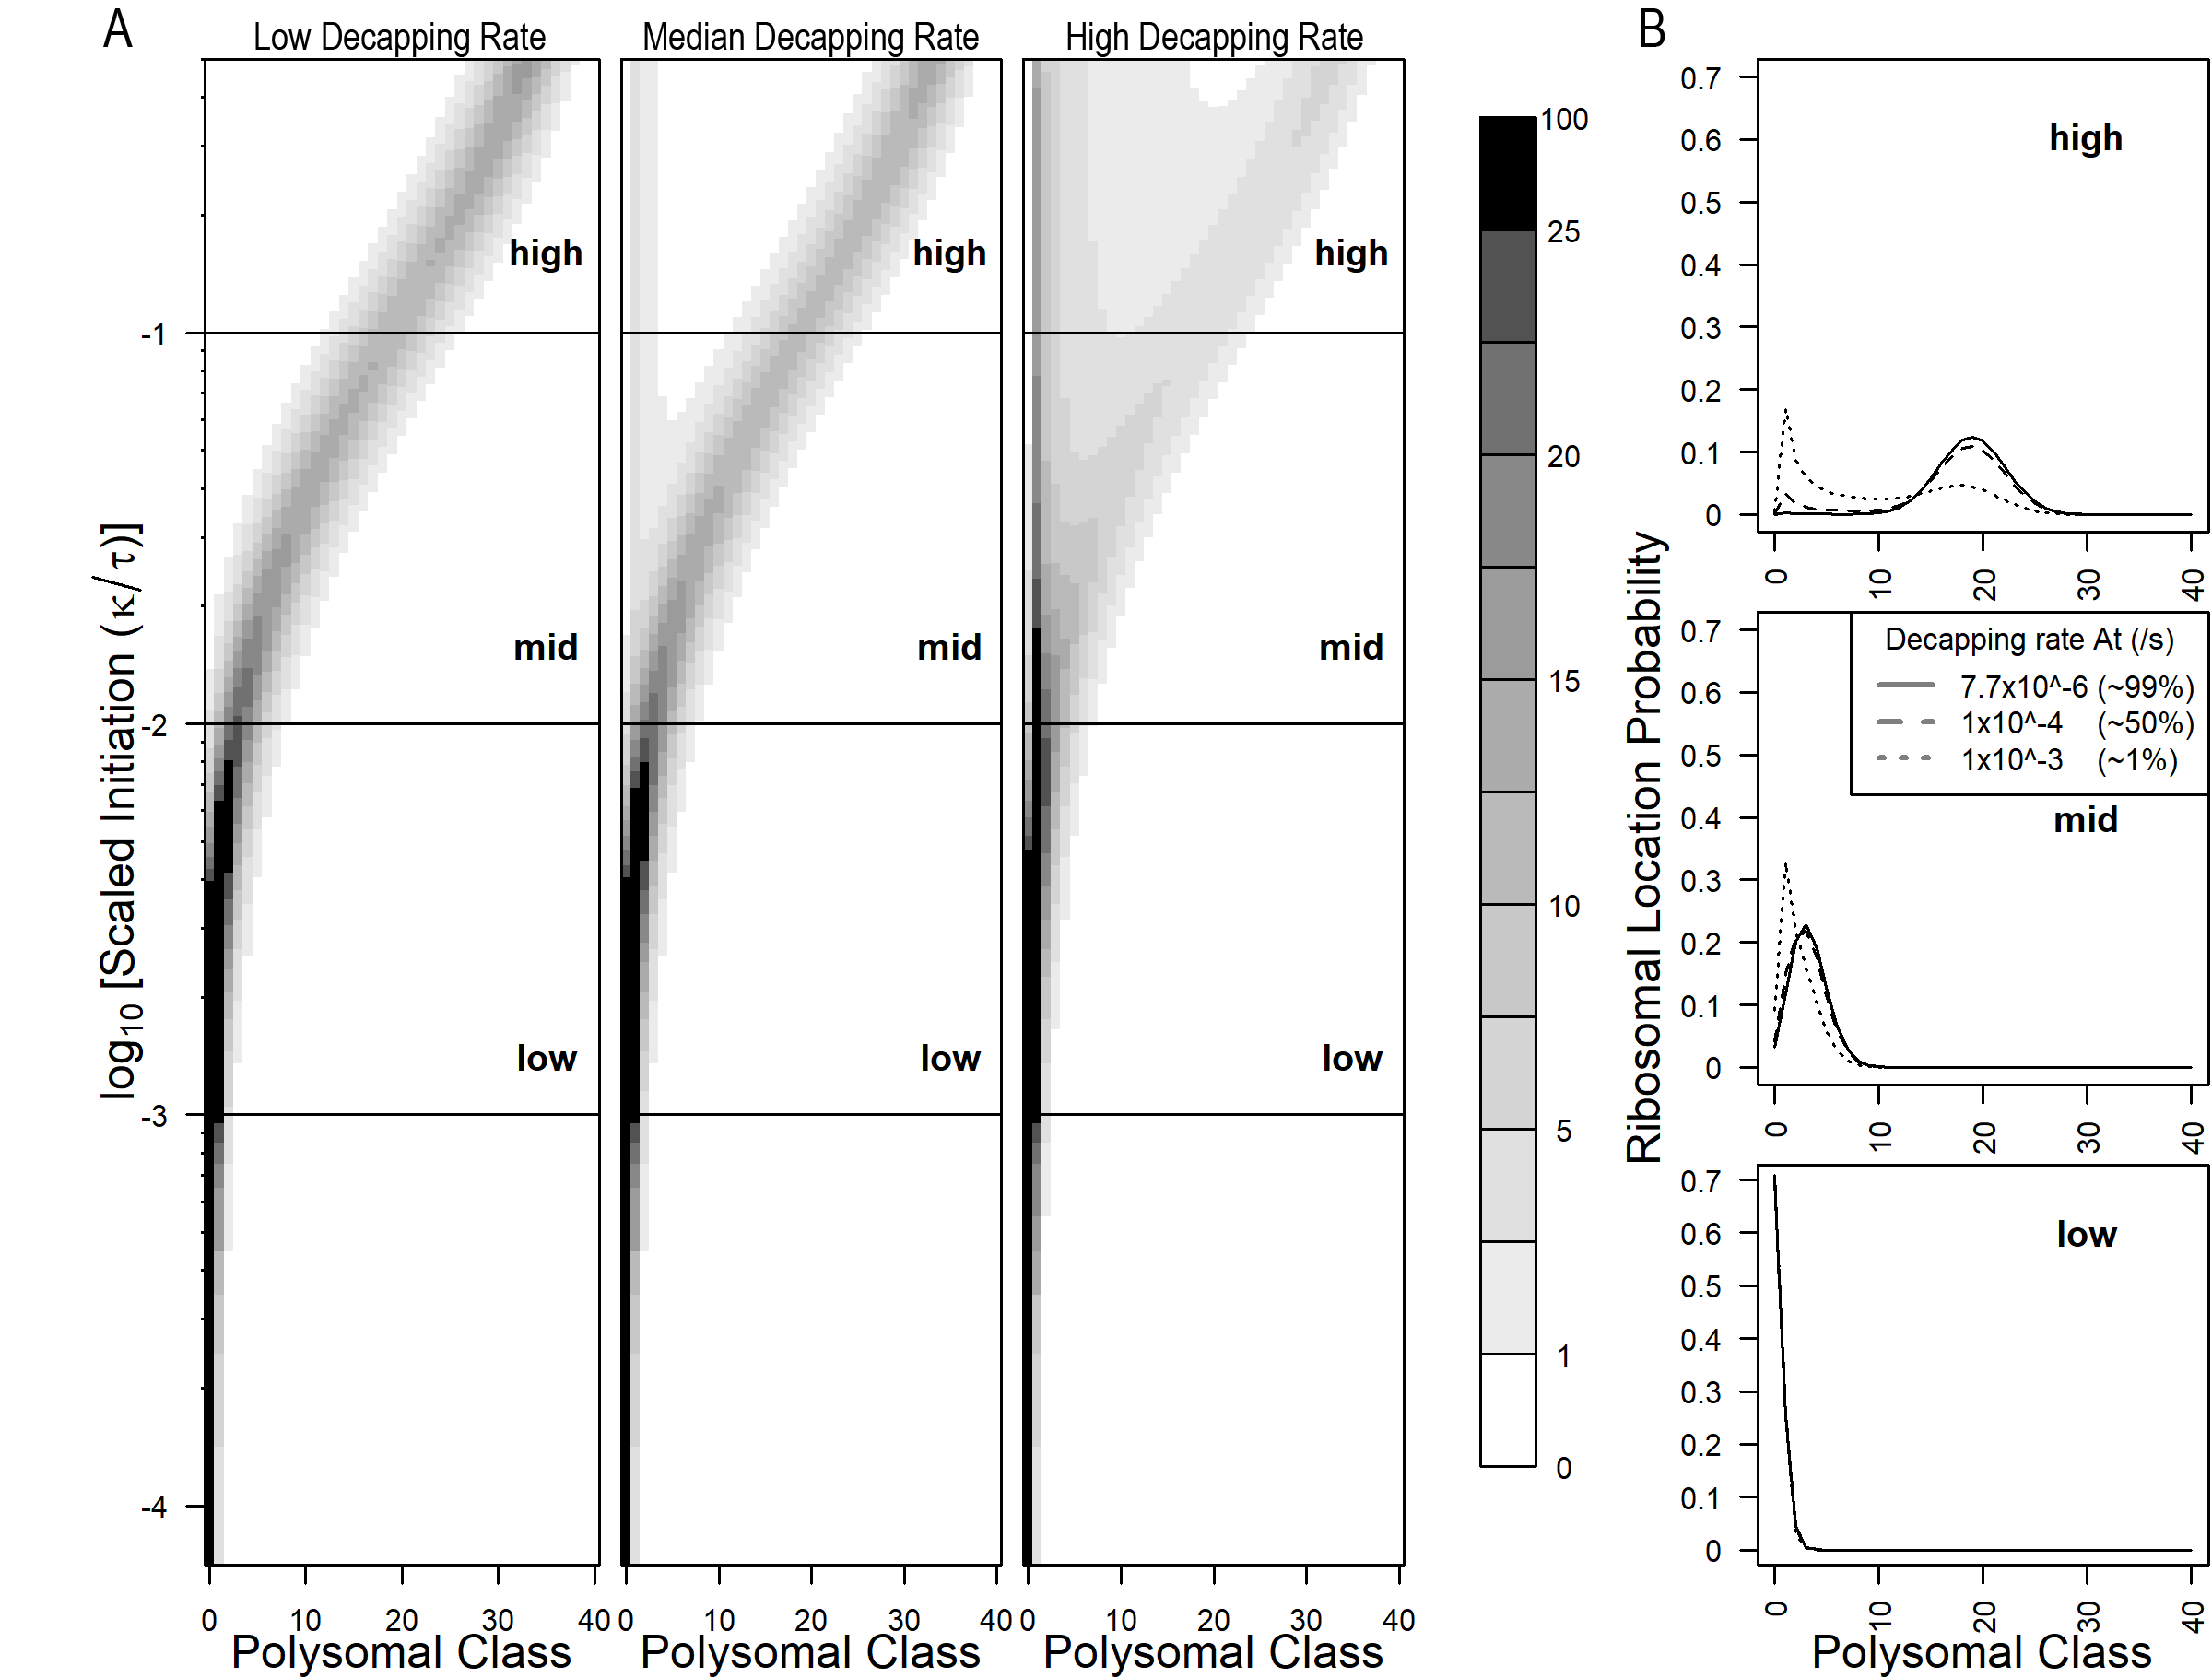 A
B
Low Decapping Rate
Median Decapping Rate
High Decapping Rate
log10 [Scaled Initiation (κ/τ)]
-1
-2
-3
-4
high
mid
low
high
mid
low
high
mid
low
0 10 20 30 40
0 10 20 30 40
0 10 20 30 40
Polysomal Class
Polysomal Class
Polysomal Class
100
25
20
15
10
5
1
0
Ribosomal Location Probability
0.7
0.6
0.5
0.4
0.3
0.2
0.1
0
high
0 10 20 30 40
0.7
0.6
0.5
0.4
0.3
0.2
0.1
0
Decapping rate At (/s)
7.7x10^-6 (~99%)
1x10^-4 (~50%)
1x10^-3 (~1%)
mid
0 10 20 30 40
0.7
0.6
0.5
0.4
0.3
0.2
0.1
0
low
0 10 20 30 40
Polysomal Class